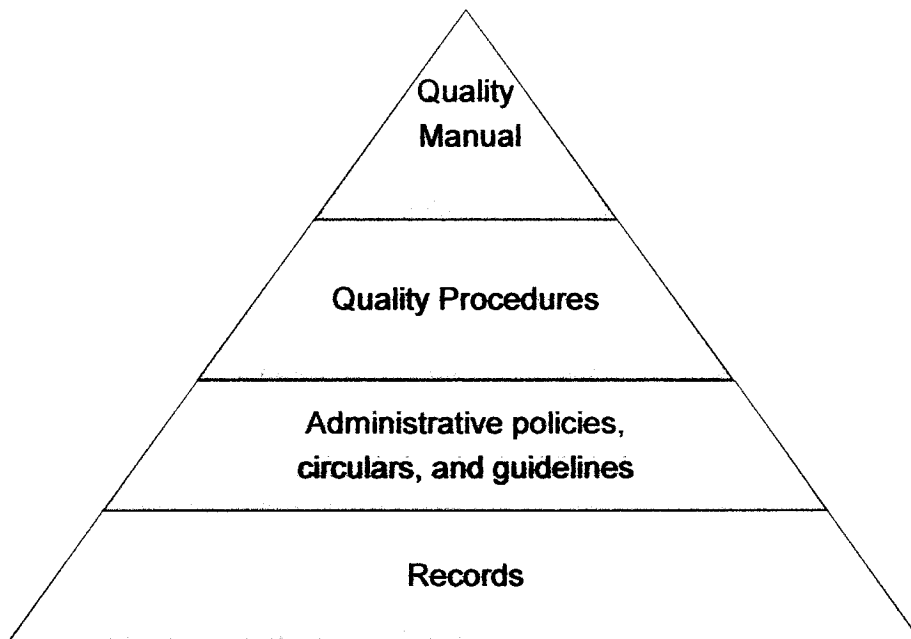 Quality
Manual
Quality Procedures
Administrative policies,
circulars, and guidelines
Records